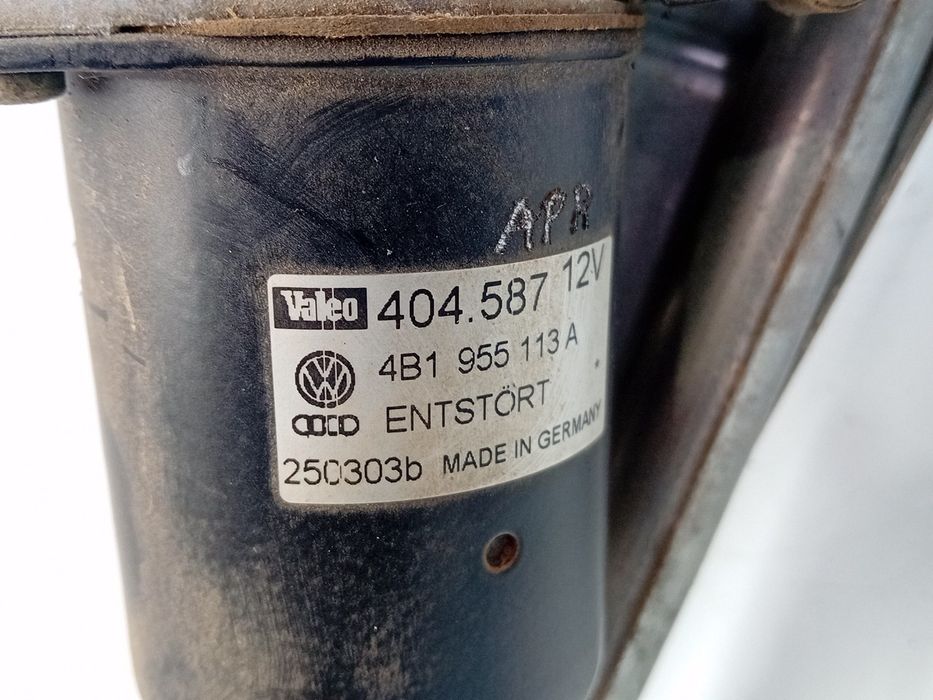 APR
Valeo 404.587 12V
4B1 955 113 A
ENTSTÖRT
250303b MADE IN GERMANY